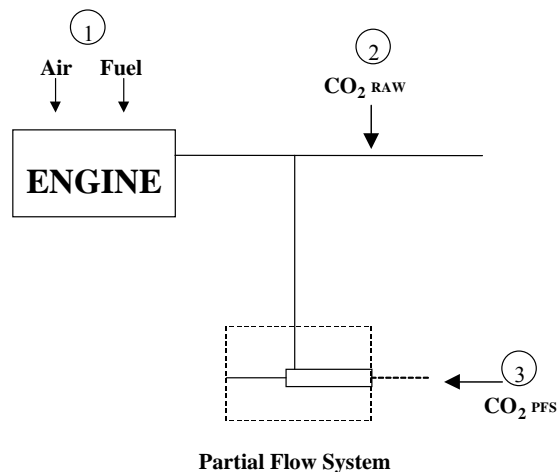 1
Air Fuel
2
CO2 RAW
ENGINE
3
CO2 PFS
Partial Flow System